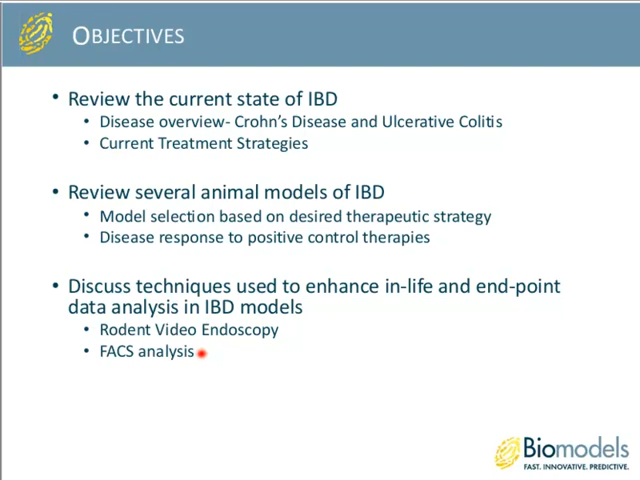 OBJECTIVES
• Review the current state of IBD
• Disease overview- Crohn's Disease and Ulcerative Colitis
• Current Treatment Strategies
• Review several animal models of IBD
• Model selection based on desired therapeutic strategy
• Disease response to positive control therapies
• Discuss techniques used to enhance in-life and end-point
data analysis in IBD models
• Rodent Video Endoscopy
• FACS analysis
Biomodels
FAST. INNOVATIVE. PREDICTIVE.